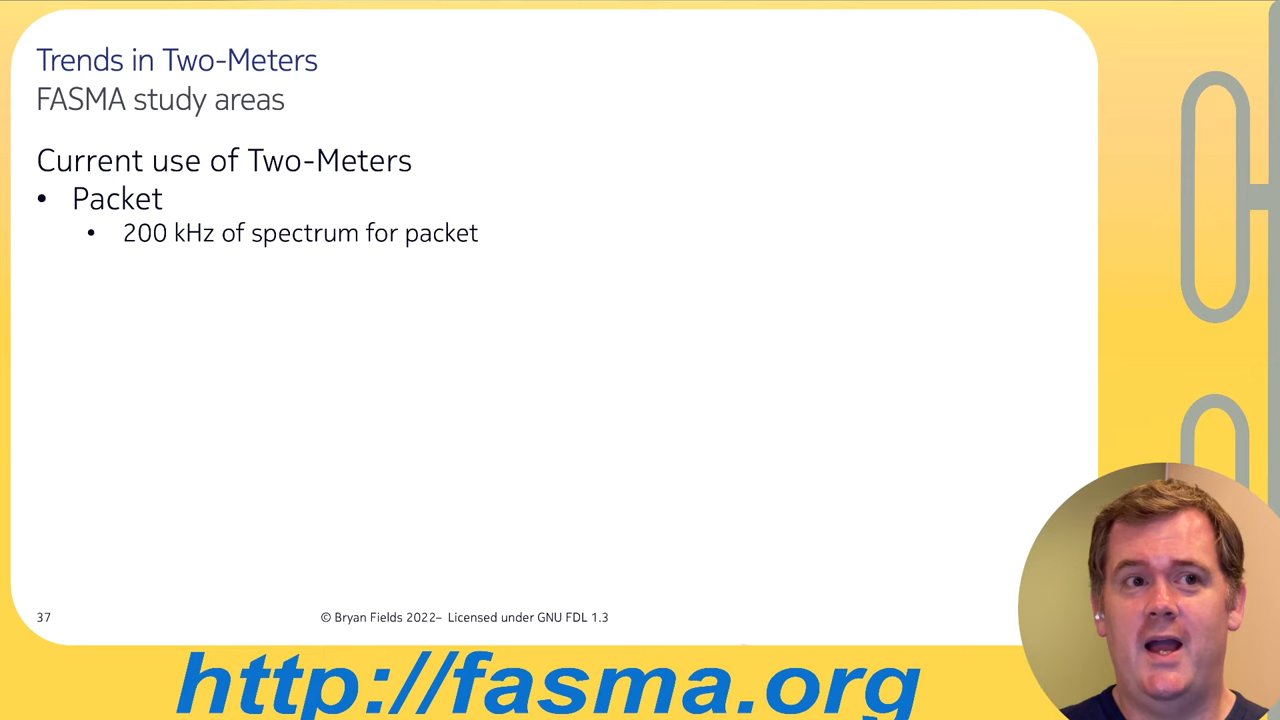 Trends in Two-Meters
FASMA study areas
Current use of Two-Meters
• Packet
• 200 kHz of spectrum for packet
37
© Bryan Fields 2022– Licensed under GNU FDL 1.3
http://fasma.org